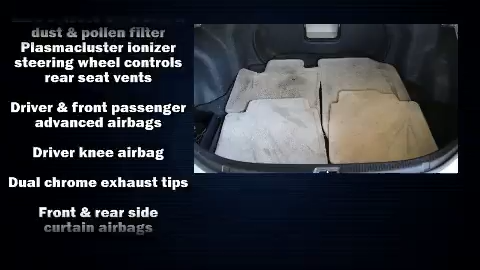 dust & pollen filter
Plasmacluster ionizer
steering wheel controls
rear seat vents
Driver & front passenger
advanced airbags
Driver knee airbag
Dual chrome exhaust tips
Front & rear side
curtain airbags